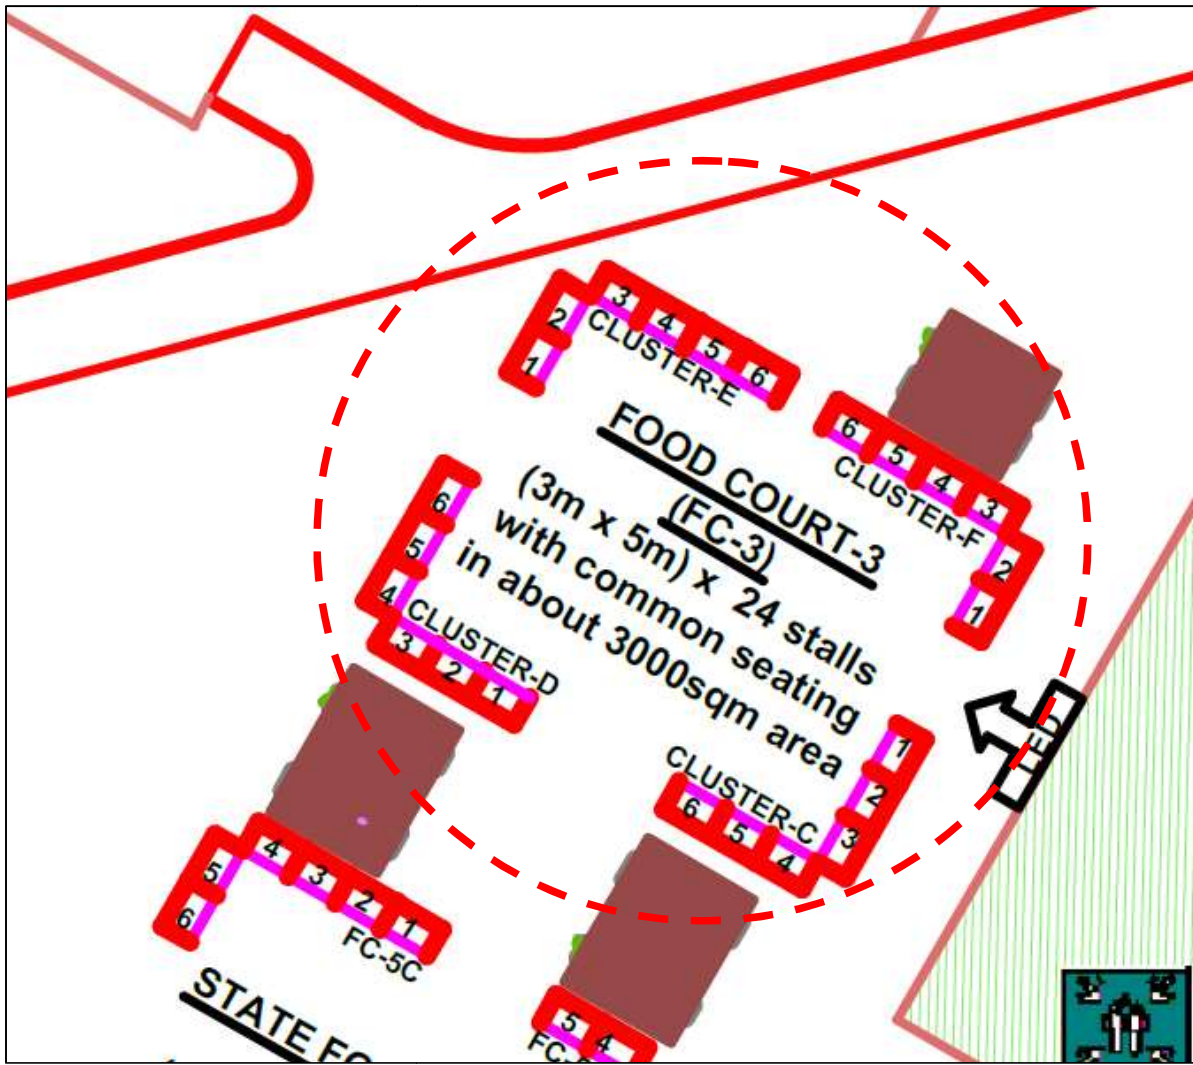 3
4
5
6
2
1
CLUSTER-E
6
5
4
3
2
1
CLUSTER-F
FOOD COURT-3
(FC-3)
(3m x 5m) x 24 stalls
with common seating
in about 3000sqm area
6
5
4
3
2
1
CLUSTER-D
LED
1
2
3
4
5
6
CLUSTER-C
4
3
2
1
5
6
FC-5C
STATE
5
4